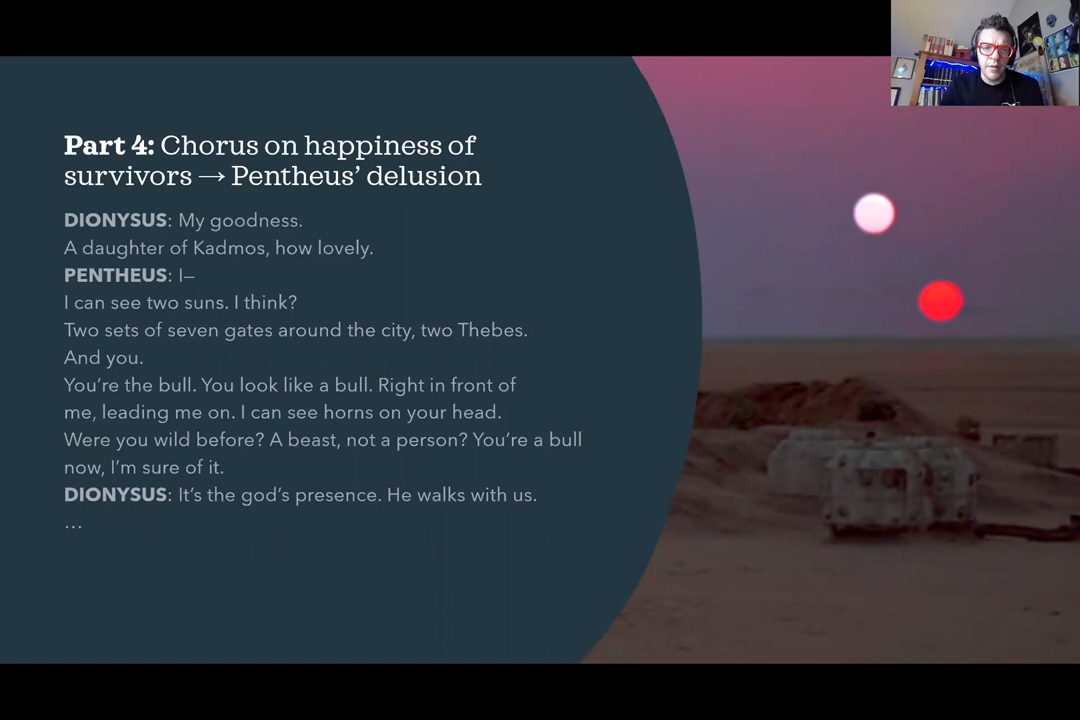 Part 4: Chorus on happiness of
survivors → Pentheus’ delusion
DIONYSUS: My goodness.
A daughter of Kadmos, how lovely.
PENTHEUS: I–
I can see two suns. I think?
Two sets of seven gates around the city, two Thebes.
And you.
You’re the bull. You look like a bull. Right in front of
me, leading me on. I can see horns on your head.
Were you wild before? A beast, not a person? You’re a bull
now, I’m sure of it.
DIONYSUS: It’s the god’s presence. He walks with us.
…